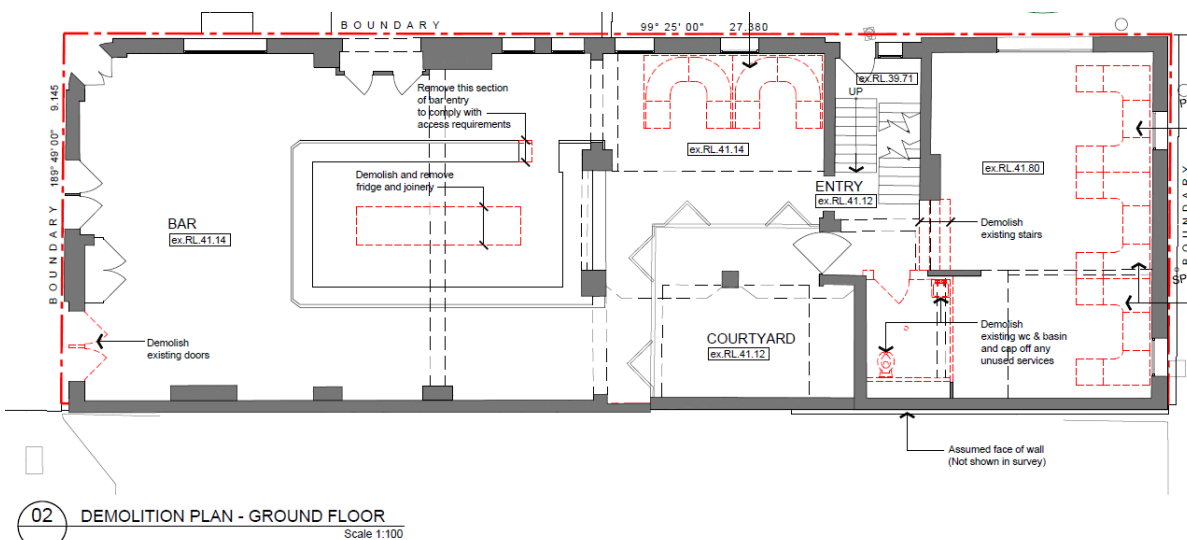 BOUNDARY
99° 25' 00" 27.380
9.145
189° 49' 00"
BOUNDARY
Remove this section
of bar entry
to comply with
access requirements
Demolish and remove
fridge and joinery
BAR
ex.RL.41.14
ex.RL.41.14
ex.RL.39.71
UP
ENTRY
ex.RL.41.12
ex.RL.41.80
Demolish
existing stairs
BOUNDARY
P
SP
Demolish
existing doors
COURTYARD
ex.RL.41.12
Demolish
existing wc & basin
and cap off any
unused services
Assumed face of wall
(Not shown in survey)
02 DEMOLITION PLAN - GROUND FLOOR
Scale 1:100